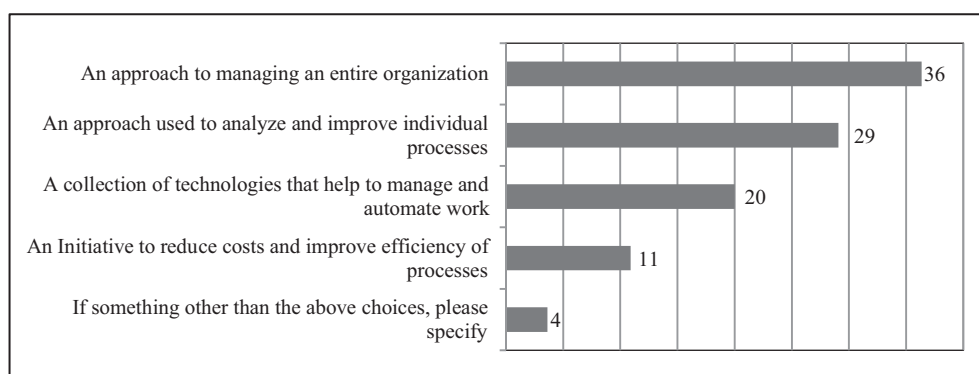 An approach to managing an entire organization
36
An approach used to analyze and improve individual
processes
29
A collection of technologies that help to manage and
automate work
20
An Initiative to reduce costs and improve efficiency of
processes
11
If something other than the above choices, please
specify
4